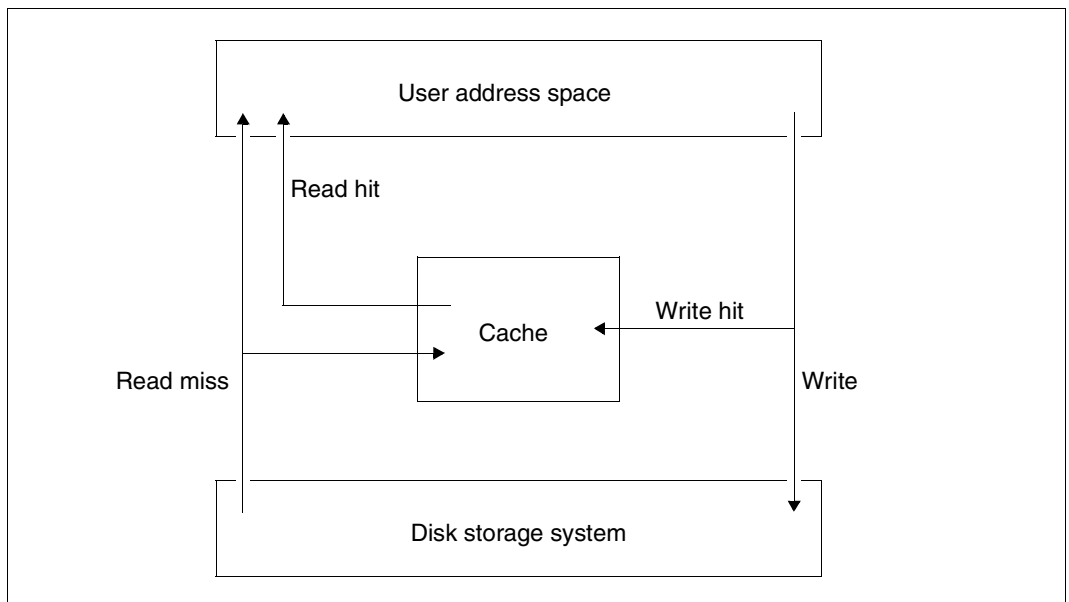 User address space
Read hit
Write hit
Cache
Read miss
Write
Disk storage system